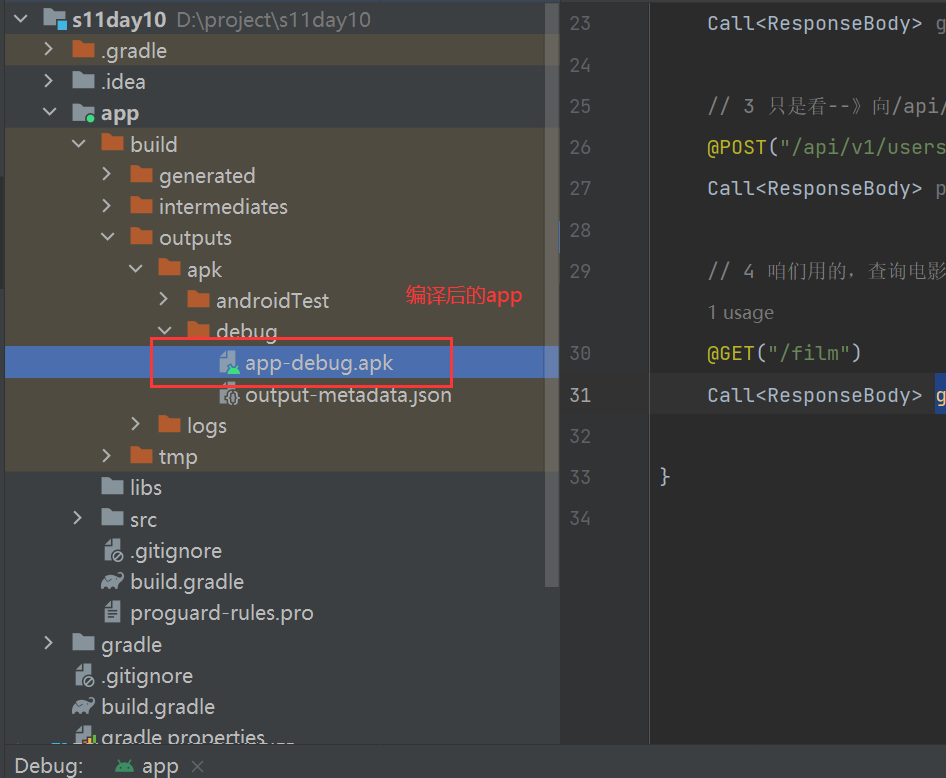 s11day10 D:\project\s11day10
.gradle
.idea
app
build
generated
intermediates
outputs
apk
androidTest
编译后的app
debug
app-debug.apk
output-metadata.json
logs
tmp
libs
src
.gitignore
build.gradle
proguard-rules.pro
gradle
.gitignore
build.gradle
gradle.properties
23 Call<ResponseBody> g
24
25 // 3 只是看--》向/api/
26 @POST("/api/v1/users
27 Call<ResponseBody> p
28
29 // 4 咱们用的，查询电影
1 usage
30 @GET("/film")
31 Call<ResponseBody> g
32
33 }
34
Debug: app